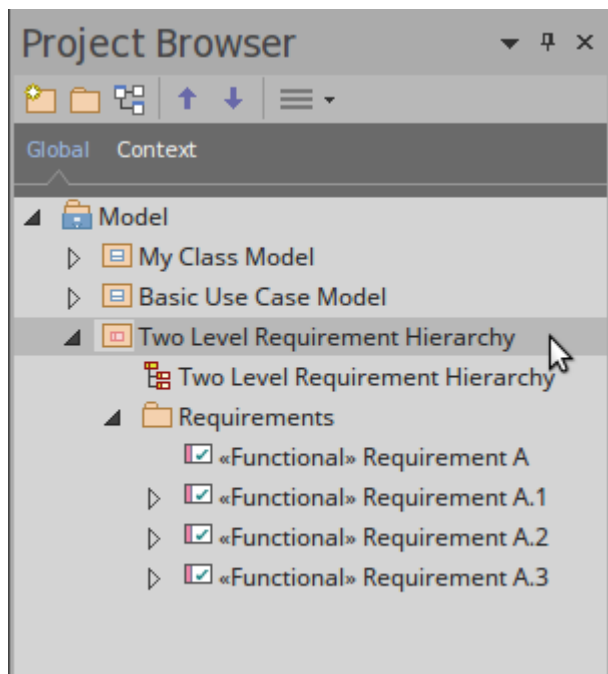 Project Browser
Global Context
Model
My Class Model
Basic Use Case Model
Two Level Requirement Hierarchy
Two Level Requirement Hierarchy
Requirements
«Functional» Requirement A
«Functional» Requirement A.1
«Functional» Requirement A.2
«Functional» Requirement A.3